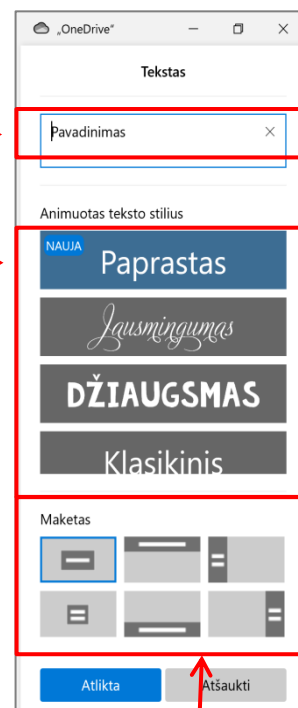 „OneDrive“
Tekstas
Pavadinimas
Animuotas teksto stilius
NAUJA
Paprastas
Jausmingumas
DŽIAUGSMAS
Klasikinis
Maketas
Atlikta
Atšaukti